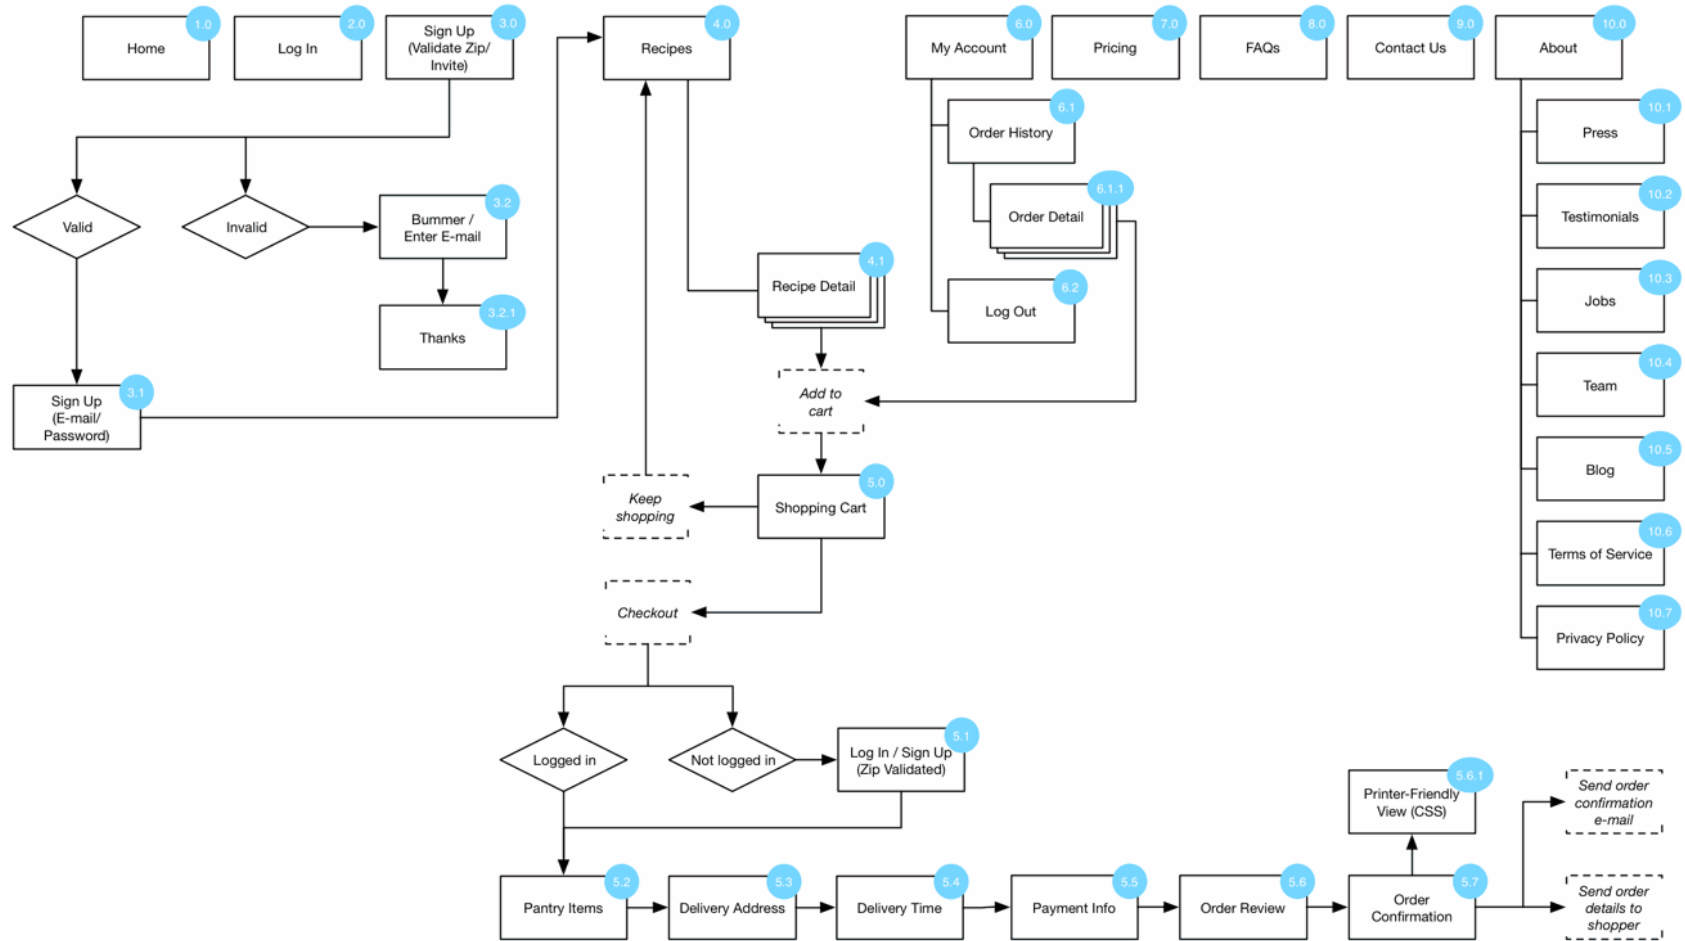 1.0
Home
2.0
Log In
3.0
Sign Up
(Validate Zip/
Invite)
4.0
Recipes
6.0
My Account
7.0
Pricing
8.0
FAQs
9.0
Contact Us
10.0
About
6.1
Order History
10.1
Press
Valid
Invalid
3.2
Bummer /
Enter E-mail
6.1.1
Order Detail
10.2
Testimonials
3.2.1
Thanks
4.1
Recipe Detail
6.2
Log Out
10.3
Jobs
3.1
Sign Up
(E-mail/
Password)
Add to
cart
10.4
Team
Keep
shopping
5.0
Shopping Cart
10.5
Blog
10.6
Terms of Service
Checkout
10.7
Privacy Policy
Logged in
Not logged in
5.1
Log In / Sign Up
(Zip Validated)
5.6.1
Printer-Friendly
View (CSS)
Send order
confirmation
e-mail
5.2
Pantry Items
5.3
Delivery Address
5.4
Delivery Time
5.5
Payment Info
5.6
Order Review
5.7
Order
Confirmation
Send order
details to
shopper